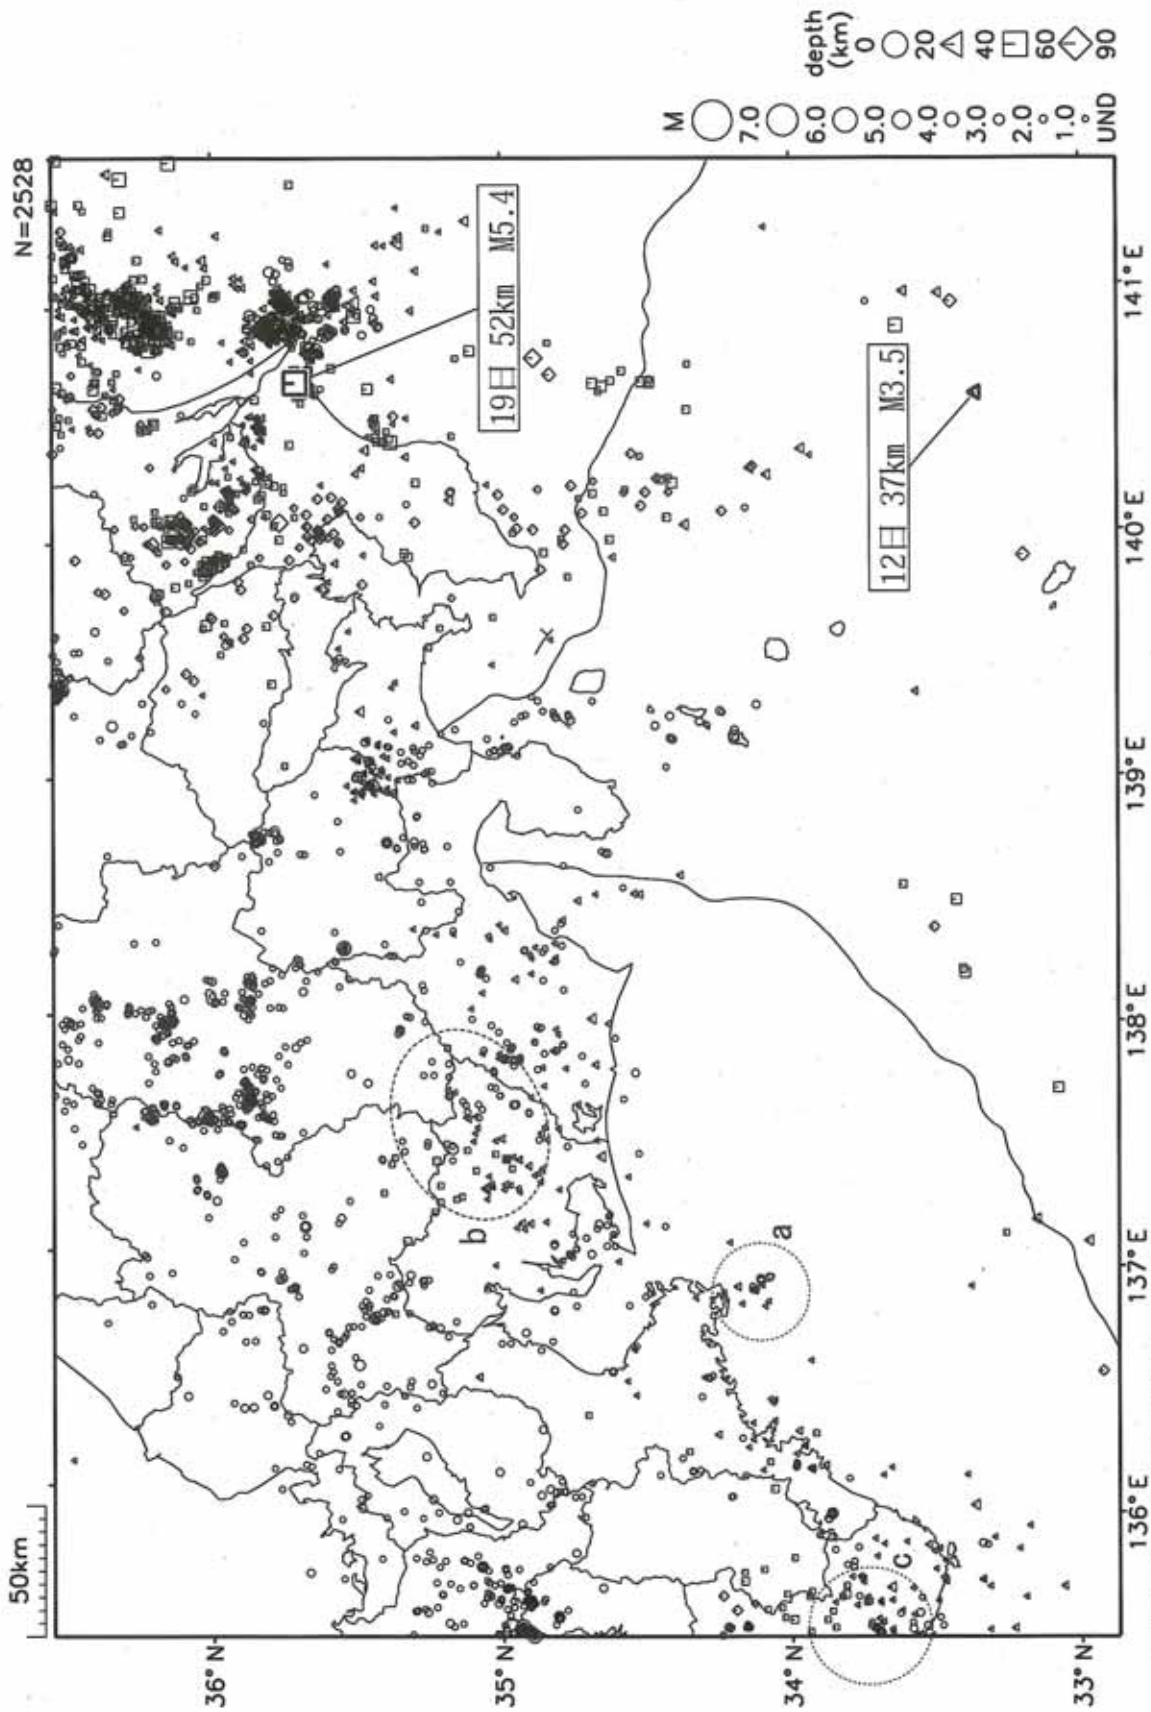 50km
N=2528
36°N
35°N
34°N
33°N
136°E
137°E
138°E
139°E
140°E
141°E
19日 52km M5.4
12日 37km M3.5
a
b
c
M
7.0
6.0
5.0
4.0
3.0
2.0
1.0
UND
depth
(km)
0
20
40
60
90